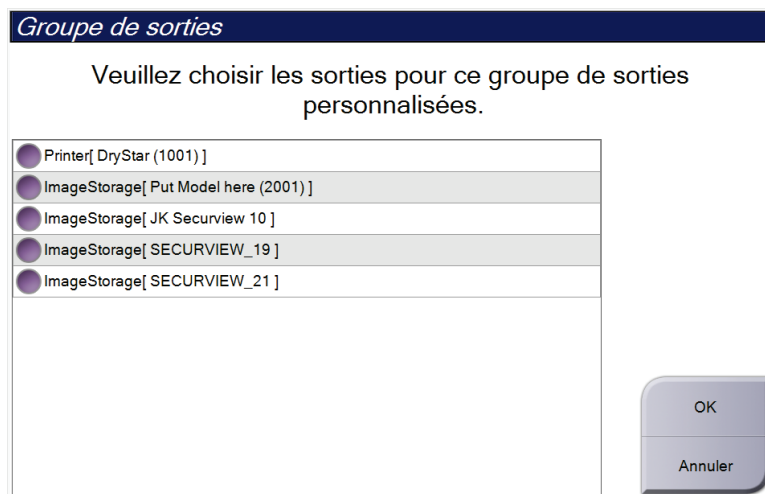 Groupe de sorties
Veuillez choisir les sorties pour ce groupe de sorties
personnalisées.
Printer[ DryStar (1001) ]
ImageStorage[ Put Model here (2001) ]
ImageStorage[ JK Securview 10 ]
ImageStorage[ SECURVIEW_19 ]
ImageStorage[ SECURVIEW_21 ]
OK
Annuler